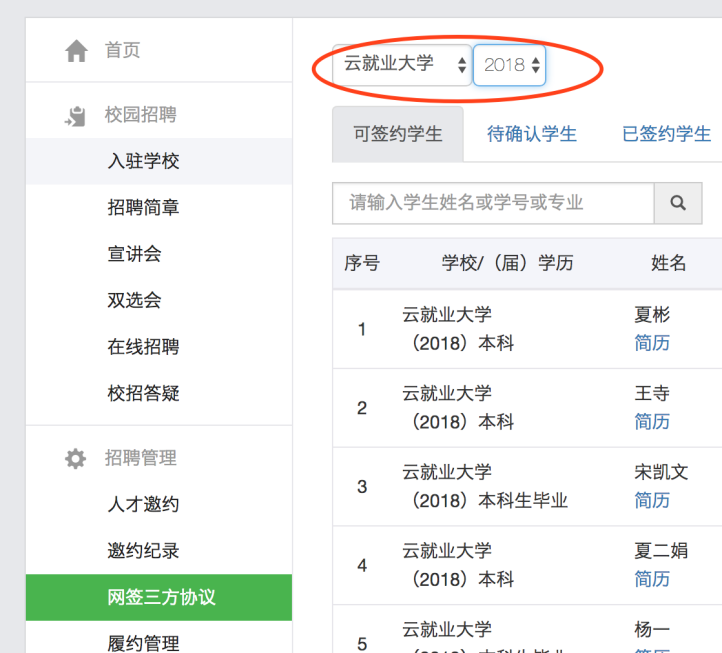 首页
校园招聘
入驻学校
招聘简章
宣讲会
双选会
在线招聘
校招答疑
招聘管理
人才邀约
邀约纪录
网签三方协议
履约管理
云就业大学 2018
可签约学生 待确认学生 已签约学生
请输入学生姓名或学号或专业
序号 学校/（届）学历 姓名
1 云就业大学 夏彬
（2018）本科 简历
2 云就业大学 王寺
（2018）本科 简历
3 云就业大学 宋凯文
（2018）本科生毕业 简历
4 云就业大学 夏二娟
（2018）本科 简历
5 云就业大学 杨一